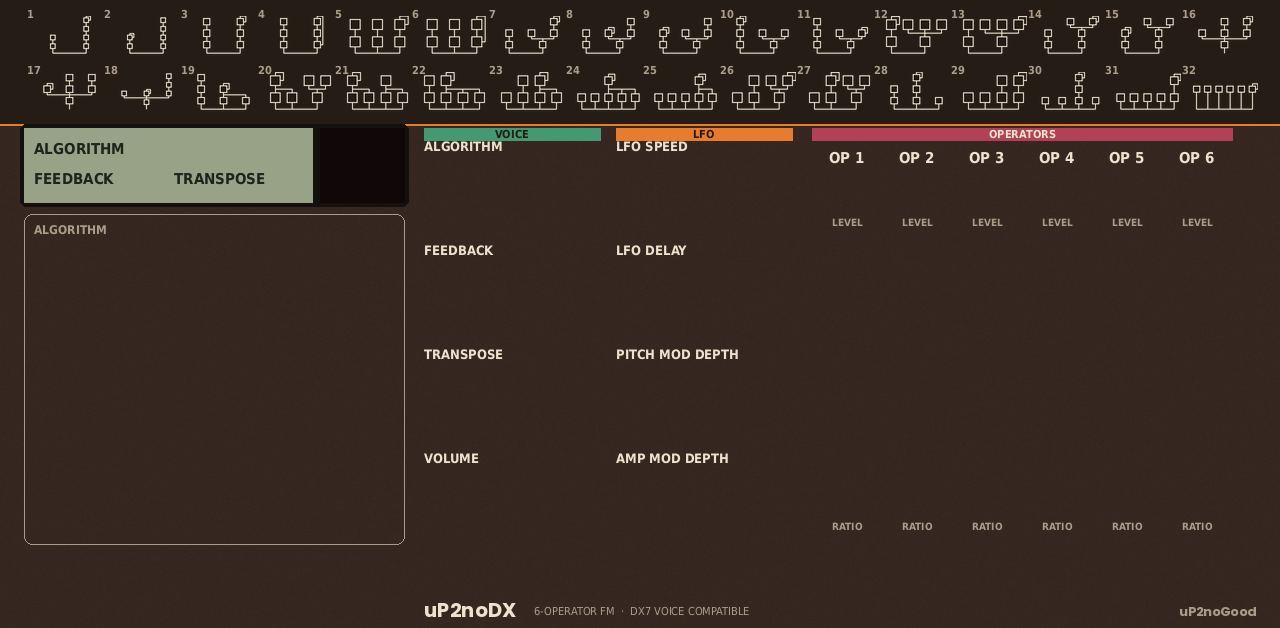 1 2 3 4 5 6 7 8 9 10 11 12 13 14 15 16
17 18 19 20 21 22 23 24 25 26 27 28 29 30 31 32
VOICE LFO OPERATORS
ALGORITHM
FEEDBACK TRANSPOSE
ALGORITHM
ALGORITHM LFO SPEED
OP 1 OP 2 OP 3 OP 4 OP 5 OP 6
LEVEL LEVEL LEVEL LEVEL LEVEL LEVEL
FEEDBACK LFO DELAY
TRANSPOSE PITCH MOD DEPTH
VOLUME AMP MOD DEPTH
RATIO RATIO RATIO RATIO RATIO RATIO
uP2noDX 6-OPERATOR FM · DX7 VOICE COMPATIBLE uP2noGood